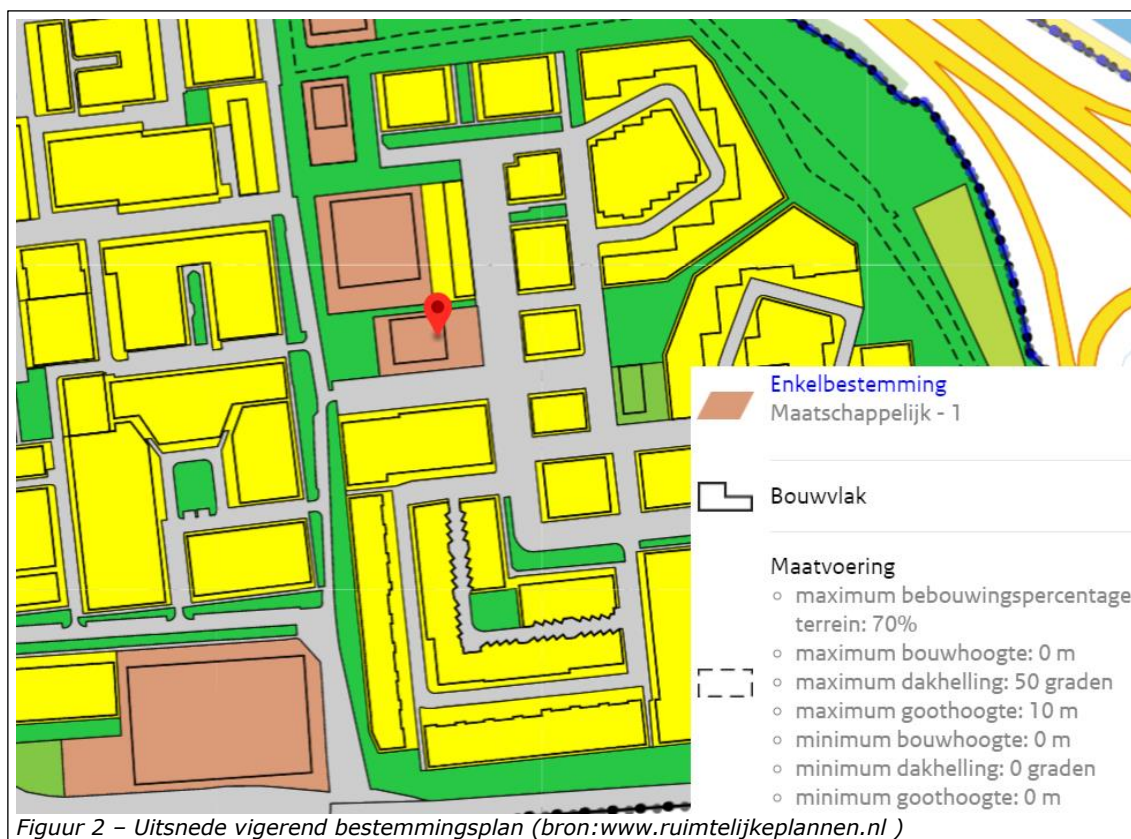 Enkelbestemming
Maatschappelijk - 1
Bouwvlak
Maatvoering
◦ maximum bebouwingspercentage
terrein: 70%
◦ maximum bouwhoogte: 0 m
◦ maximum dakhelling: 50 graden
◦ maximum goothoogte: 10 m
◦ minimum bouwhoogte: 0 m
◦ minimum dakhelling: 0 graden
◦ minimum goothoogte: 0 m
Figuur 2 – Uitsnede vigerend bestemmingsplan (bron:www.ruimtelijkeplannen.nl )